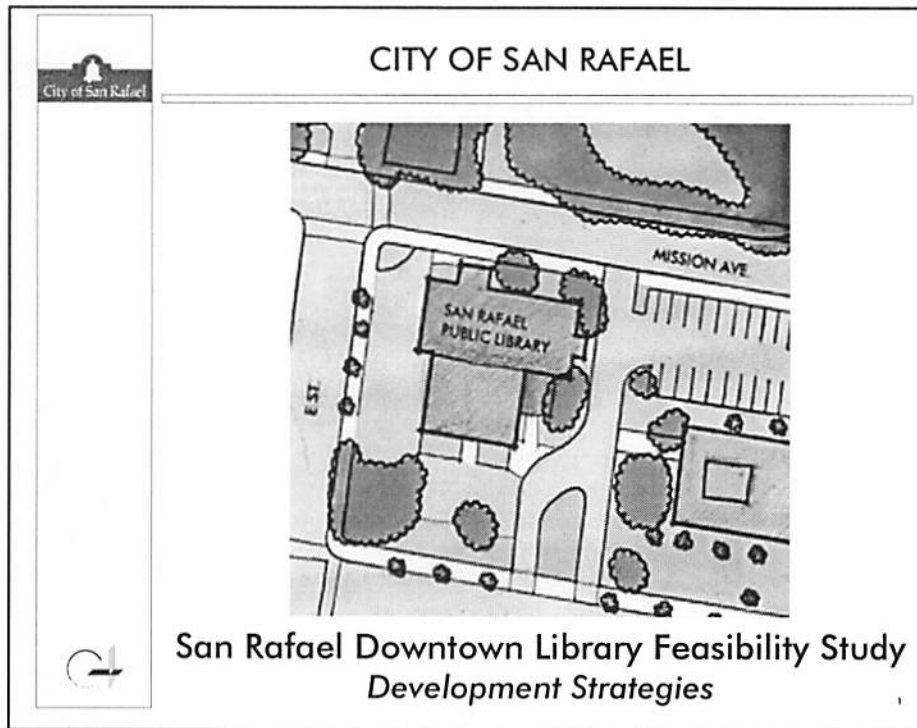 City of San Rafael
CITY OF SAN RAFAEL
MISSION AVE.
SAN RAFAEL
PUBLIC LIBRARY
E ST.
San Rafael Downtown Library Feasibility Study
Development Strategies
1